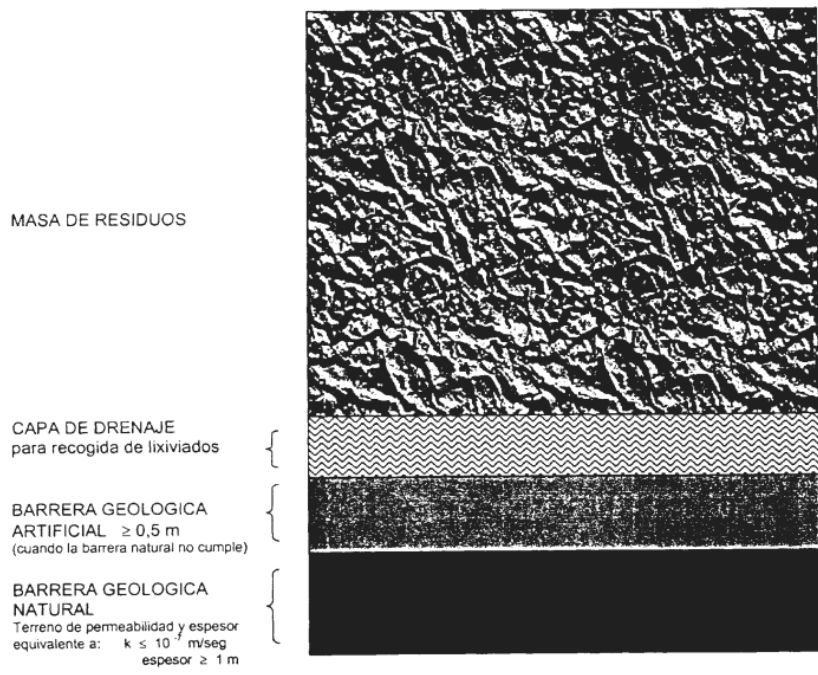 MASA DE RESIDUOS
CAPA DE DRENAJE
para recogida de lixiviados
BARRERA GEOLOGICA
ARTIFICIAL ≥ 0,5 m
(cuando la barrera natural no cumple)
BARRERA GEOLOGICA
NATURAL
Terreno de permeabilidad y espesor
equivalente a: k ≤ 10⁻⁷ m/seg
espesor ≥ 1 m